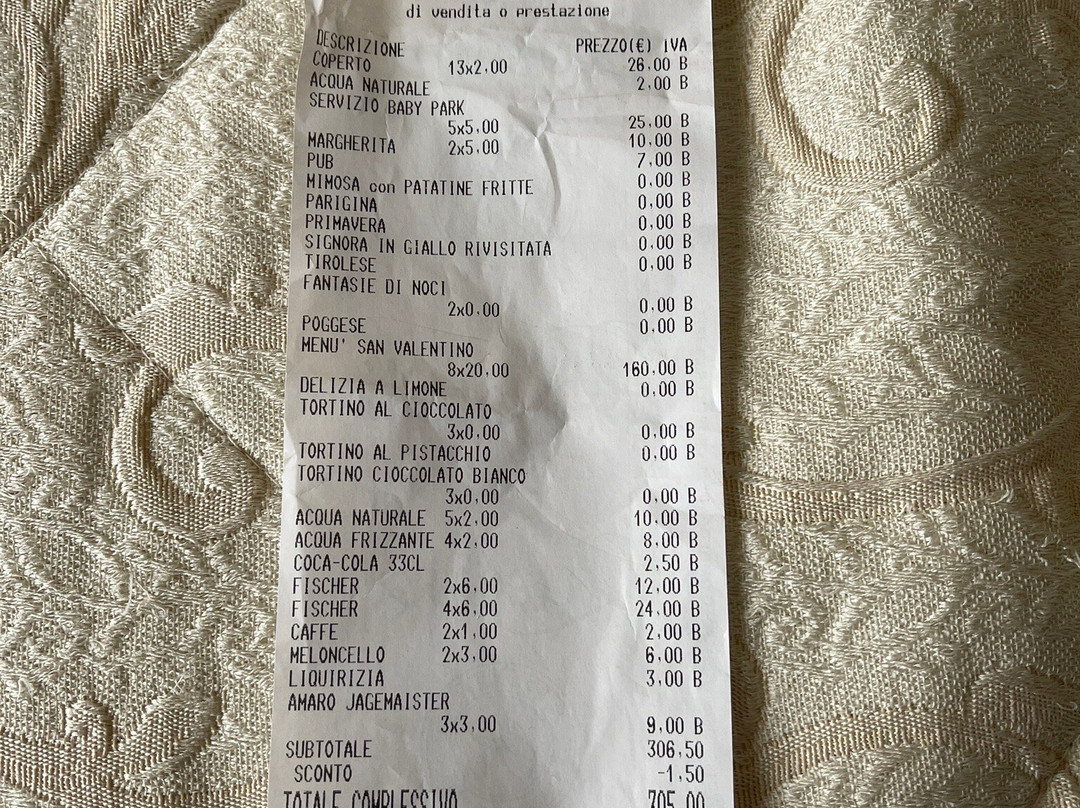 di vendita o prestazione
DESCRIZIONE PREZZO(€) IVA
COPERTO 13x2,00 26,00 B
ACQUA NATURALE 2,00 B
SERVIZIO BABY PARK
5x5,00 25,00 B
MARGHERITA 2x5,00 10,00 B
PUB 7,00 B
MIMOSA con PATATINE FRITTE 0,00 B
PARIGINA 0,00 B
PRIMAVERA 0,00 B
SIGNORA IN GIALLO RIVISITATA 0,00 B
TIROLESE 0,00 B
FANTASIE DI NOCI
2x0,00 0,00 B
POGGESE 0,00 B
MENU' SAN VALENTINO
8x20,00 160,00 B
DELIZIA A LIMONE 0,00 B
TORTINO AL CIOCCOLATO
3x0,00 0,00 B
TORTINO AL PISTACCHIO 0,00 B
TORTINO CIOCCOLATO BIANCO
3x0,00 0,00 B
ACQUA NATURALE 5x2,00 10,00 B
ACQUA FRIZZANTE 4x2,00 8,00 B
COCA-COLA 33CL 2,50 B
FISCHER 2x6,00 12,00 B
FISCHER 4x6,00 24,00 B
CAFFE 2x1,00 2,00 B
MELONCELLO 2x3,00 6,00 B
LIQUIRIZIA 3,00 B
AMARO JAGEMAISTER
3x3,00 9,00 B
SUBTOTALE 306,50
SCONTO -1,50
TOTALE COMPLESSIVO 305,00